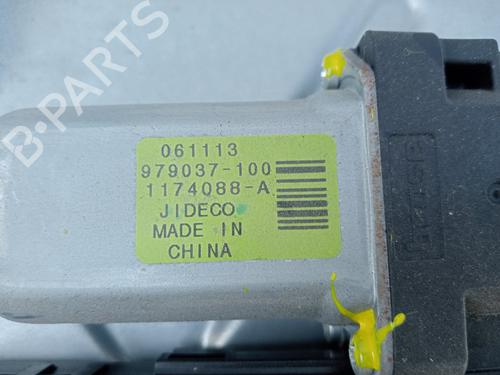 B-PARTS
061113
979037-100
1174088-A
JIDECO
MADE IN
CHINA